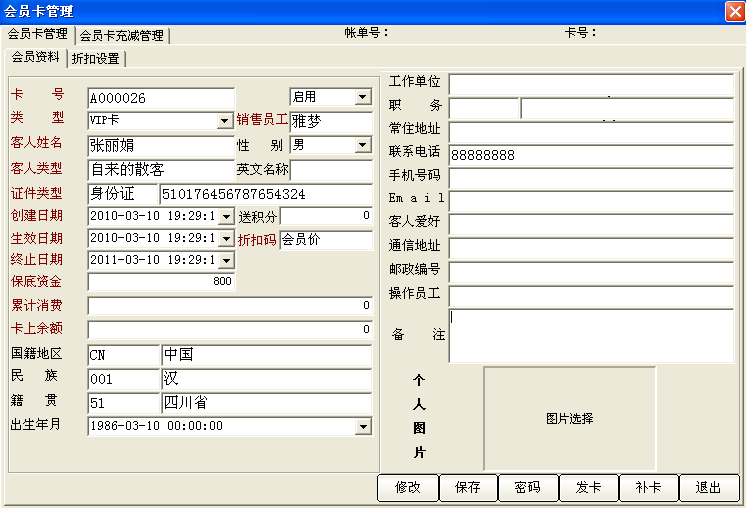 会员卡管理
会员卡管理 会员卡充减管理 帐单号： 卡号：
会员资料 折扣设置
卡 号 A000026 启用
类 型 VIP卡 销售员工 雅梦
客人姓名 张丽娟 性 别 男
客人类型 自来的散客 英文名称
证件类型 身份证 510176456787654324
创建日期 2010-03-10 19:29:1 送积分 0
生效日期 2010-03-10 19:29:1 折扣码 会员价
终止日期 2011-03-10 19:29:1
保底资金 800
累计消费 0
卡上余额 0
国籍地区 CN 中国
民 族 001 汉
籍 贯 51 四川省
出生年月 1986-03-10 00:00:00
工作单位
职 务
常住地址
联系电话 88888888
手机号码
Email
客人爱好
通信地址
邮政编号
操作员工
备 注
个
人
图
片
图片选择
修改 保存 密码 发卡 补卡 退出